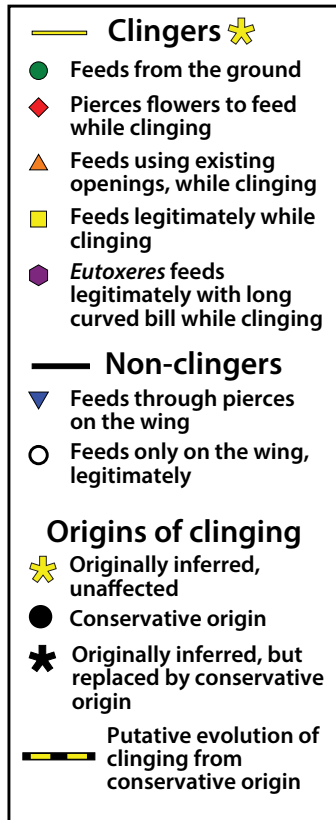 Clingers
Feeds from the ground
Pierces flowers to feed
while clinging
Feeds using existing
openings, while clinging
Feeds legitimately while
clinging
Eutoxeres feeds
legitimately with long
curved bill while clinging
Non-clingers
Feeds through pierces
on the wing
Feeds only on the wing,
legitimately
Origins of clinging
Originally inferred,
unaffected
Conservative origin
Originally inferred, but
replaced by conservative
origin
Putative evolution of
clinging from
conservative origin